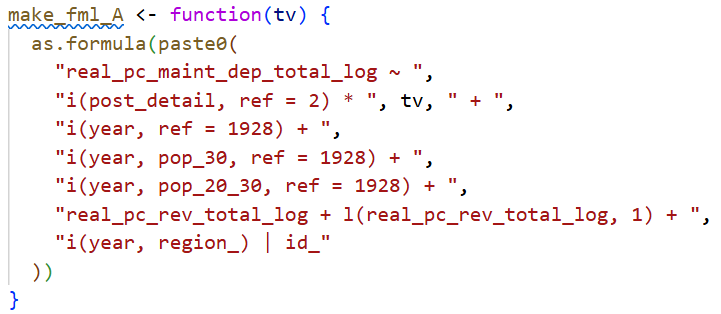 make_fml_A <- function(tv) {
  as.formula(paste0(
    "real_pc_maint_dep_total_log ~ ",
    "i(post_detail, ref = 2) * ", tv, " + ",
    "i(year, ref = 1928) + ",
    "i(year, pop_30, ref = 1928) + ",
    "i(year, pop_20_30, ref = 1928) + ",
    "real_pc_rev_total_log + l(real_pc_rev_total_log, 1) + ",
    "i(year, region_) | id_"
  ))
}